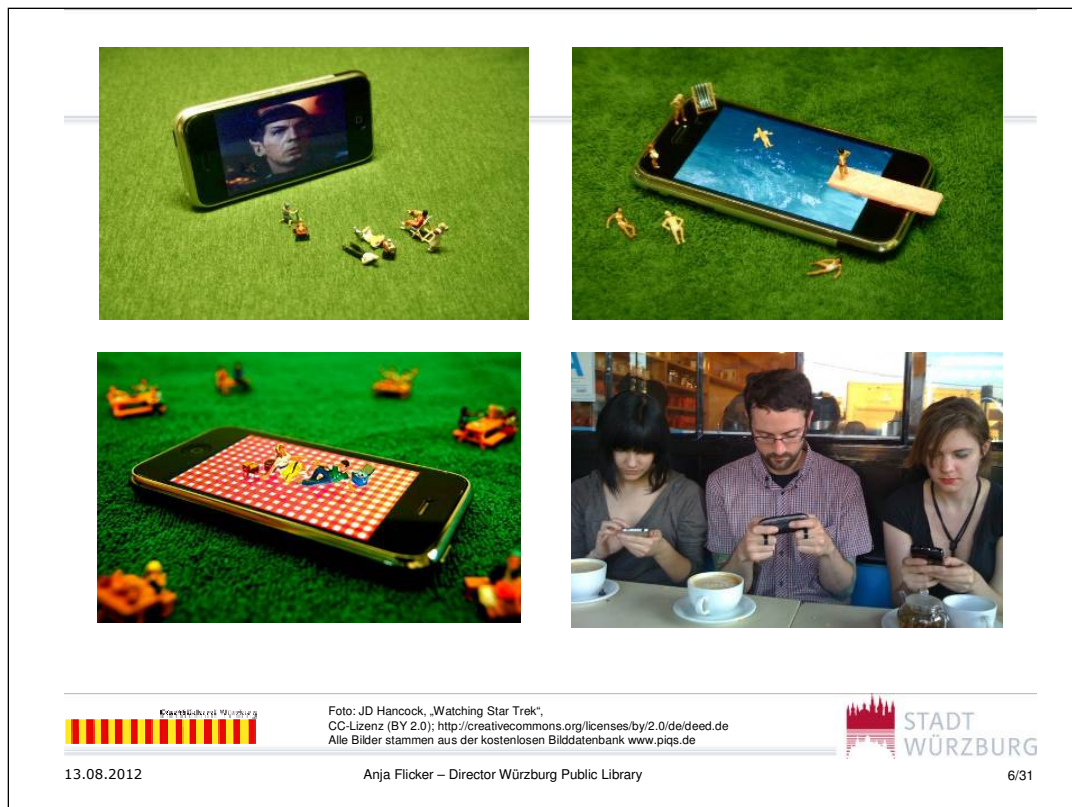 Stadtbücherei Würzburg
Foto: JD Hancock, „Watching Star Trek“,
CC-Lizenz (BY 2.0); http://creativecommons.org/licenses/by/2.0/de/deed.de
Alle Bilder stammen aus der kostenlosen Bilddatenbank www.piqs.de
STADT
WÜRZBURG
13.08.2012
Anja Flicker – Director Würzburg Public Library
6/31